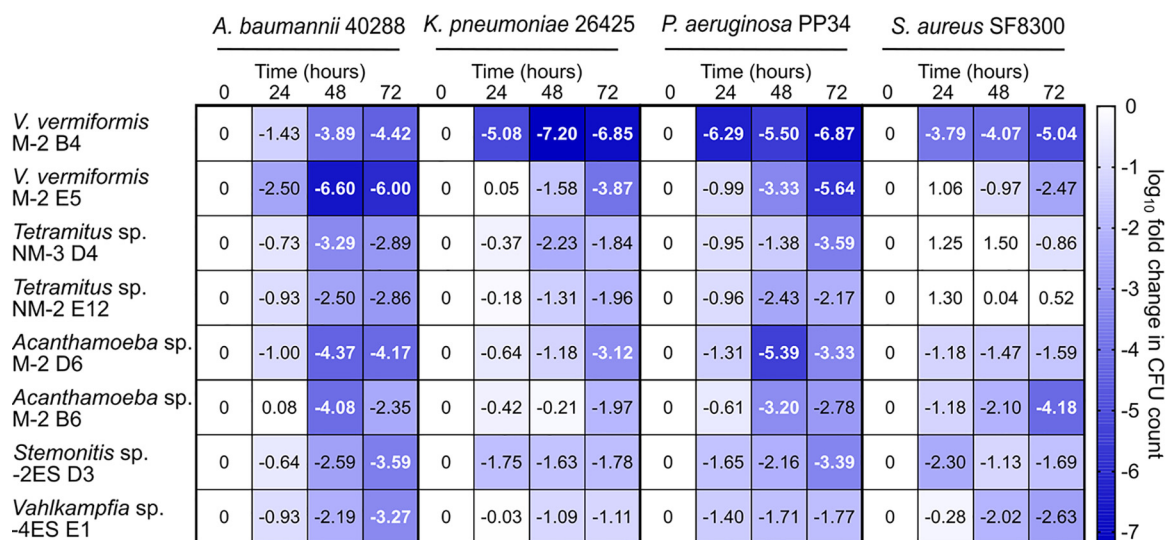 A. baumannii 40288 K. pneumoniae 26425 P. aeruginosa PP34 S. aureus SF8300
Time (hours) Time (hours) Time (hours) Time (hours)
0 24 48 72 0 24 48 72 0 24 48 72 0 24 48 72
V. vermiformis
M-2 B4
0 -1.43 -3.89 -4.42 0 -5.08 -7.20 -6.85 0 -6.29 -5.50 -6.87 0 -3.79 -4.07 -5.04
V. vermiformis
M-2 E5
0 -2.50 -6.60 -6.00 0 0.05 -1.58 -3.87 0 -0.99 -3.33 -5.64 0 1.06 -0.97 -2.47
Tetramitus sp.
NM-3 D4
0 -0.73 -3.29 -2.89 0 -0.37 -2.23 -1.84 0 -0.95 -1.38 -3.59 0 1.25 1.50 -0.86
Tetramitus sp.
NM-2 E12
0 -0.93 -2.50 -2.86 0 -0.18 -1.31 -1.96 0 -0.96 -2.43 -2.17 0 1.30 0.04 0.52
Acanthamoeba sp.
M-2 D6
0 -1.00 -4.37 -4.17 0 -0.64 -1.18 -3.12 0 -1.31 -5.39 -3.33 0 -1.18 -1.47 -1.59
Acanthamoeba sp.
M-2 B6
0 0.08 -4.08 -2.35 0 -0.42 -0.21 -1.97 0 -0.61 -3.20 -2.78 0 -1.18 -2.10 -4.18
Stemonitis sp.
-2ES D3
0 -0.64 -2.59 -3.59 0 -1.75 -1.63 -1.78 0 -1.65 -2.16 -3.39 0 -2.30 -1.13 -1.69
Vahlkampfia sp.
-4ES E1
0 -0.93 -2.19 -3.27 0 -0.03 -1.09 -1.11 0 -1.40 -1.71 -1.77 0 -0.28 -2.02 -2.63
0
-1
-2
-3
-4
-5
-6
-7
log10 fold change in CFU count